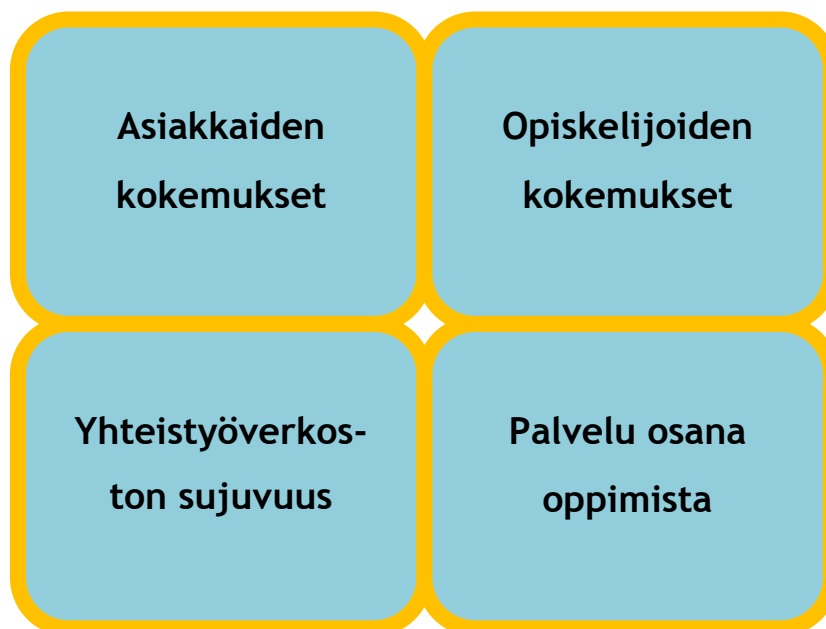 Asiakkaiden
kokemukset
Opiskelijoiden
kokemukset
Yhteistyöverkos-
ton sujuvuus
Palvelu osana
oppimista